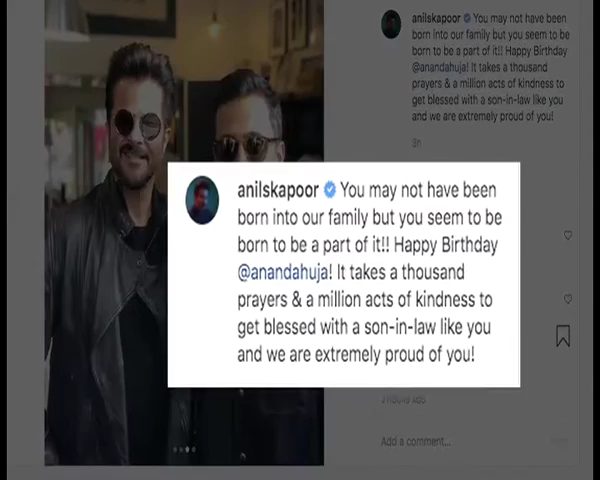 anilskapoor You may not have been
born into our family but you seem to be
born to be a part of it!! Happy Birthday
@anandahuja! It takes a thousand
prayers & a million acts of kindness to
get blessed with a son-in-law like you
and we are extremely proud of you!
3h
anilskapoor You may not have been
born into our family but you seem to be
born to be a part of it!! Happy Birthday
@anandahuja! It takes a thousand
prayers & a million acts of kindness to
get blessed with a son-in-law like you
and we are extremely proud of you!
Add a comment...